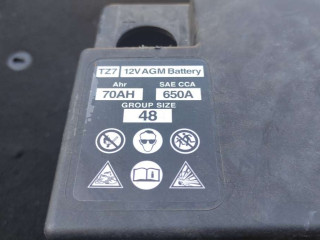 TZ7 12V AGM Battery
Ahr SAE CCA
70AH 650A
GROUP SIZE
48